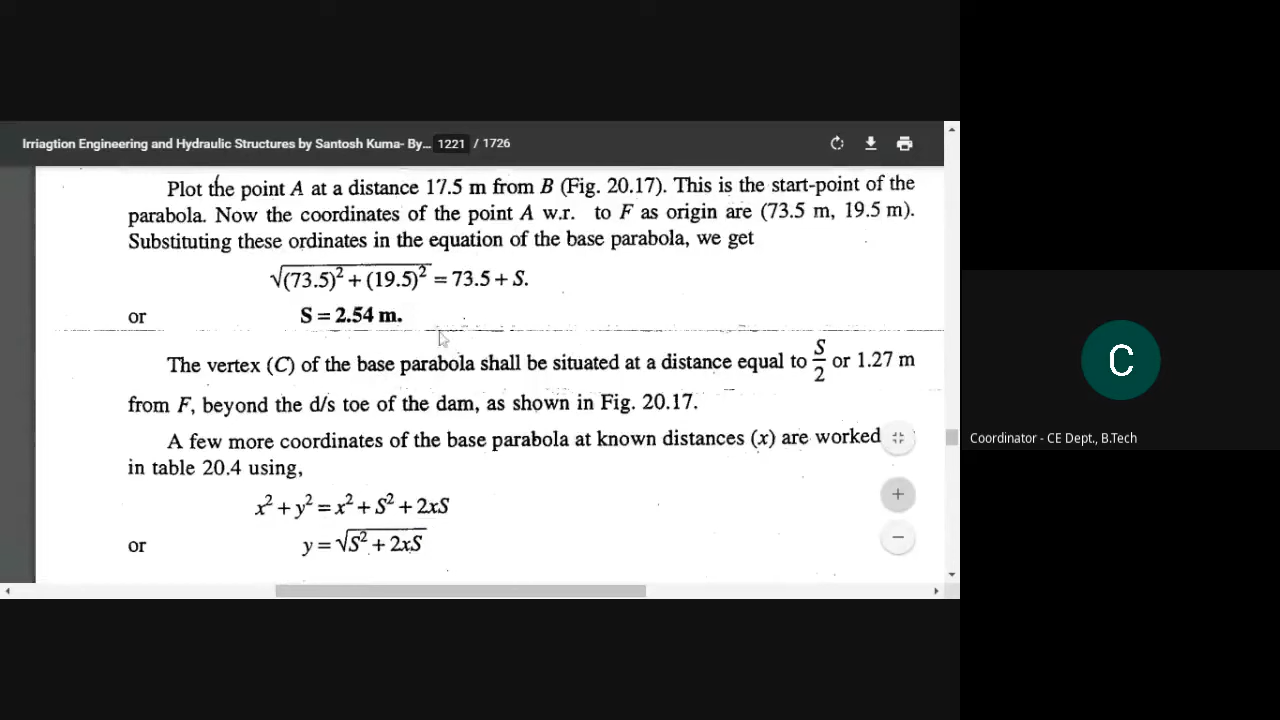 Irriagtion Engineering and Hydraulic Structures by Santosh Kuma- By... 1221 / 1726
Plot the point A at a distance 17.5 m from B (Fig. 20.17). This is the start-point of the
parabola. Now the coordinates of the point A w.r. to F as origin are (73.5 m, 19.5 m).
Substituting these ordinates in the equation of the base parabola, we get
√(73.5)² + (19.5)² = 73.5 + S.
or S = 2.54 m.
The vertex (C) of the base parabola shall be situated at a distance equal to S/2 or 1.27 m
from F, beyond the d/s toe of the dam, as shown in Fig. 20.17.
A few more coordinates of the base parabola at known distances (x) are worked
in table 20.4 using,
x² + y² = x² + S² + 2xS
or y = √S² + 2xS
C
Coordinator - CE Dept., B.Tech